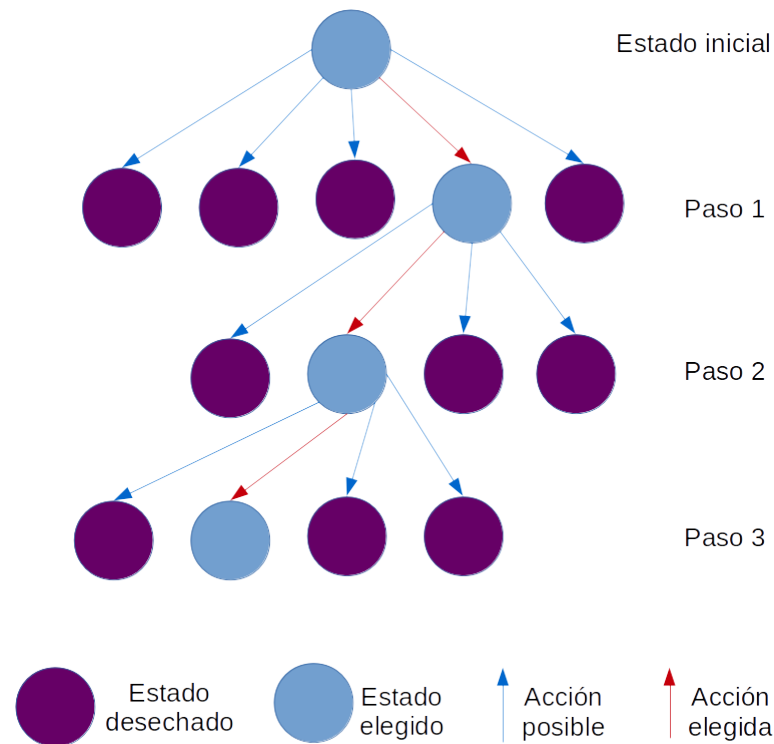 Estado inicial
Paso 1
Paso 2
Paso 3
Estado
desechado
Estado
elegido
Acción
posible
Acción
elegida